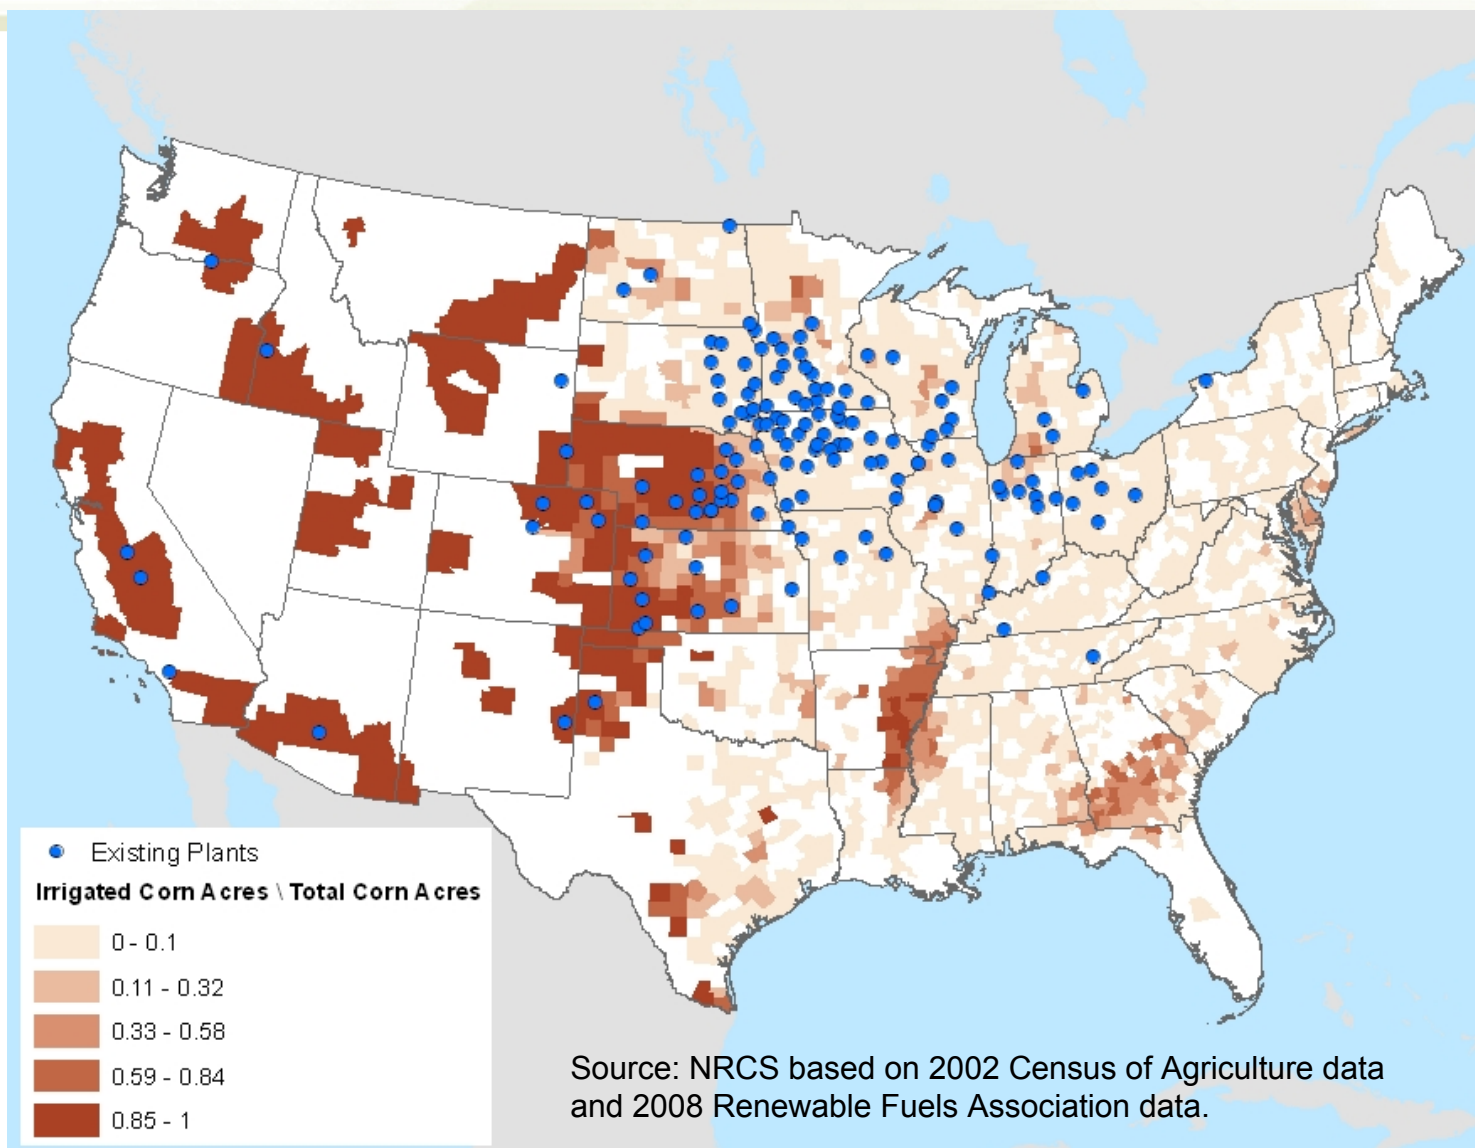 Existing Plants
Irrigated Corn Acres \ Total Corn Acres
0 - 0.1
0.11 - 0.32
0.33 - 0.58
0.59 - 0.84
0.85 - 1
Source: NRCS based on 2002 Census of Agriculture data
and 2008 Renewable Fuels Association data.